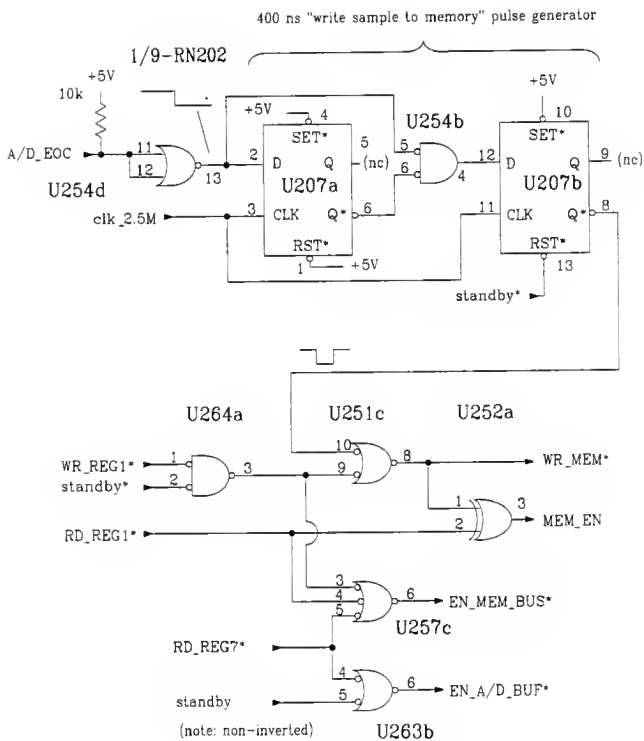 400 ns "write sample to memory" pulse generator
1/9-RN202
+5V
10k
+5V
4
+5V
10
SET*
5
U254b
SET*
A/D_EOC
11
12
13
2
D
Q
(nc)
5
6
4
12
D
Q
9
(nc)
U254d
U207a
U207b
clk_2.5M
3
CLK
Q*
6
11
CLK
Q*
8
RST*
1
+5V
RST*
13
standby*
U264a
U251c
U252a
WR_REG1*
1
standby*
2
3
10
9
8
WR_MEM*
1
2
3
MEM_EN
RD_REG1*
3
4
5
6
EN_MEM_BUS*
U257c
RD_REG7*
4
5
6
EN_A/D_BUF*
standby
(note: non-inverted)
U263b